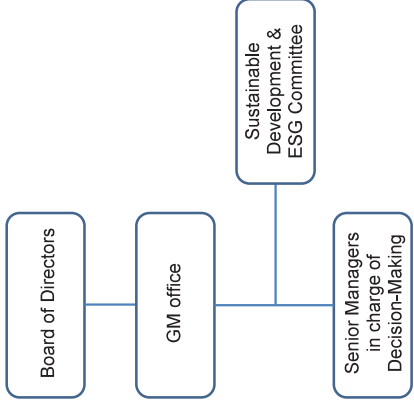 Board of Directors
GM office
Sustainable
Development &
ESG Committee
Senior Managers
in charge of
Decision-Making